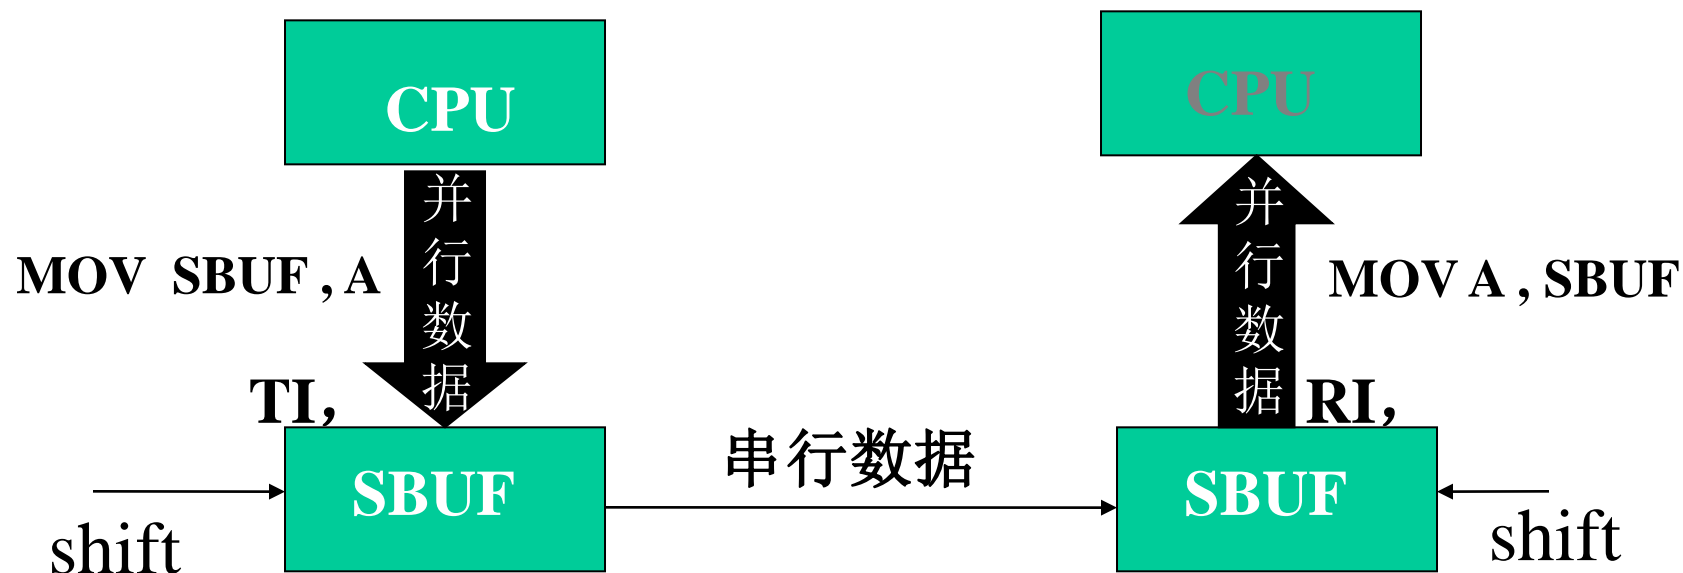 CPU
CPU
并行数据
并行数据
MOV SBUF , A
MOV A , SBUF
TI，
RI，
串行数据
SBUF
SBUF
shift
shift